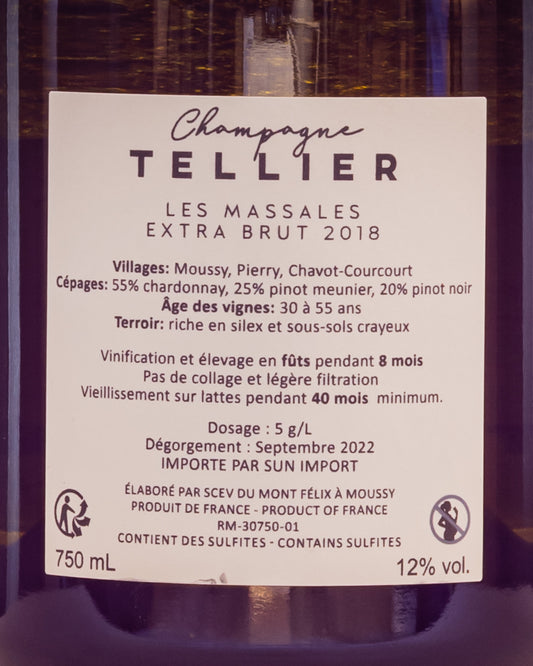 Champagne
TELLIER
LES MASSALES
EXTRA BRUT 2018
Villages: Moussy, Pierry, Chavot-Courcourt
Cépages: 55% chardonnay, 25% pinot meunier, 20% pinot noir
Âge des vignes: 30 à 55 ans
Terroir: riche en silex et sous-sols crayeux
Vinification et élevage en fûts pendant 8 mois
Pas de collage et légère filtration
Vieillissement sur lattes pendant 40 mois minimum.
Dosage : 5 g/L
Dégorgement : Septembre 2022
IMPORTE PAR SUN IMPORT
ÉLABORÉ PAR SCEV DU MONT FÉLIX À MOUSSY
PRODUIT DE FRANCE - PRODUCT OF FRANCE
RM-30750-01
CONTIENT DES SULFITES - CONTAINS SULFITES
750 mL 12% vol.